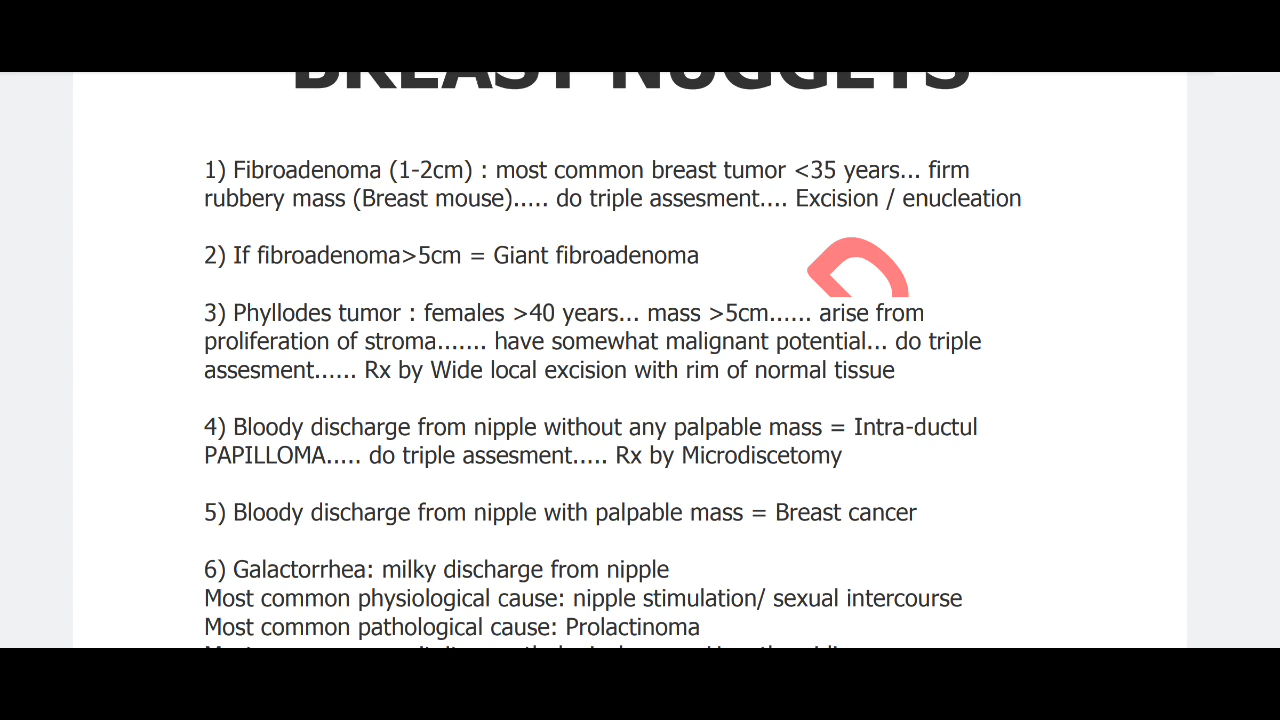 BREAST NUGGETS
1) Fibroadenoma (1-2cm) : most common breast tumor <35 years... firm
rubbery mass (Breast mouse)..... do triple assesment.... Excision / enucleation
2) If fibroadenoma>5cm = Giant fibroadenoma
3) Phyllodes tumor : females >40 years... mass >5cm...... arise from
proliferation of stroma....... have somewhat malignant potential... do triple
assesment...... Rx by Wide local excision with rim of normal tissue
4) Bloody discharge from nipple without any palpable mass = Intra-ductul
PAPILLOMA..... do triple assesment..... Rx by Microdiscetomy
5) Bloody discharge from nipple with palpable mass = Breast cancer
6) Galactorrhea: milky discharge from nipple
Most common physiological cause: nipple stimulation/ sexual intercourse
Most common pathological cause: Prolactinoma